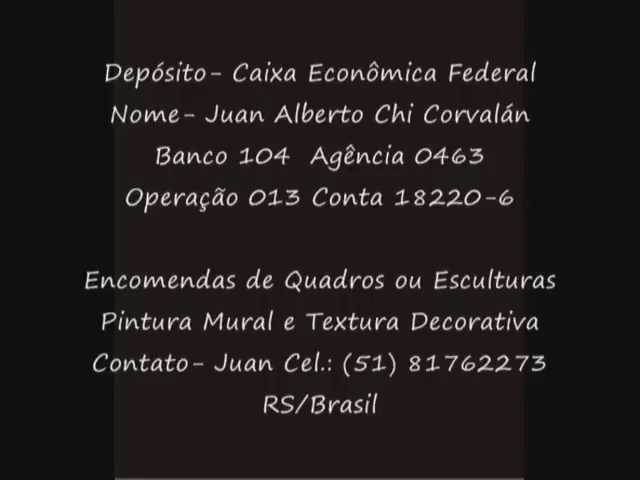 Depósito- Caixa Econômica Federal
Nome- Juan Alberto Chi Corvalán
Banco 104 Agência 0463
Operação 013 Conta 18220-6
Encomendas de Quadros ou Esculturas
Pintura Mural e Textura Decorativa
Contato- Juan Cel.: (51) 81762273
RS/Brasil